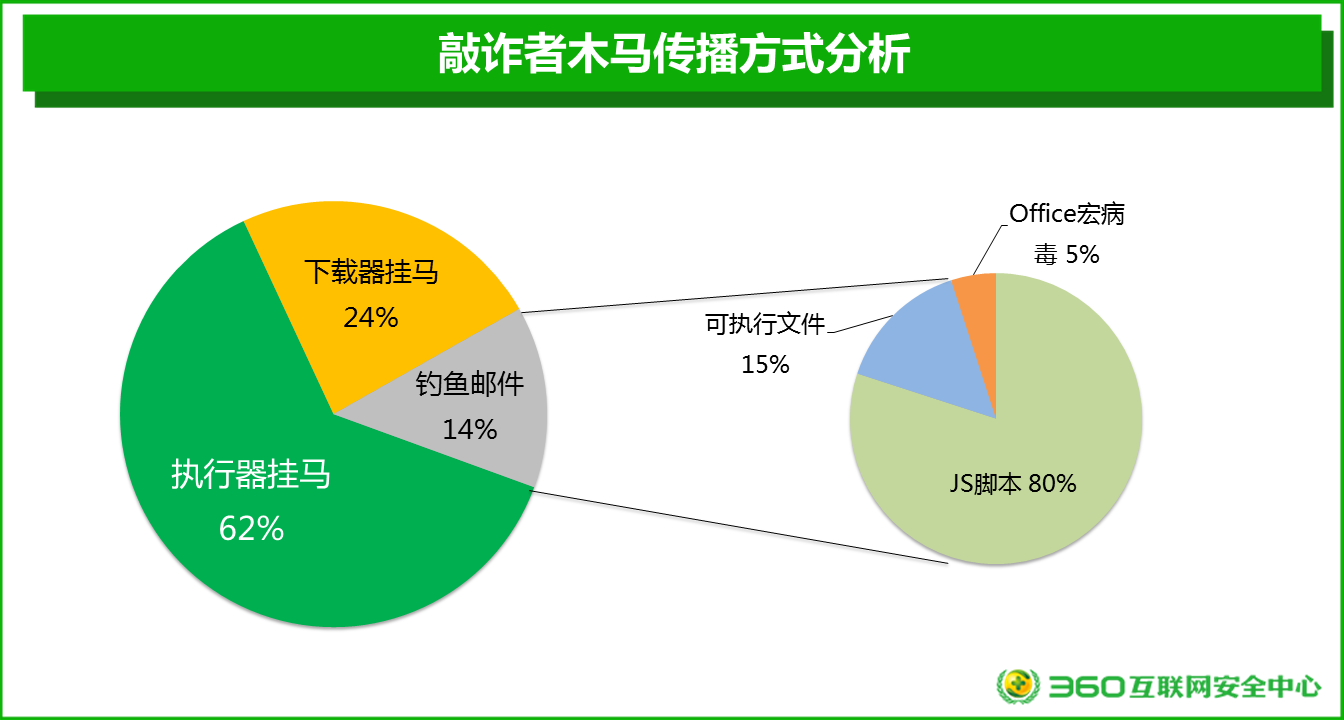 敲诈者木马传播方式分析
下载器挂马
24%
钓鱼邮件
14%
执行器挂马
62%
Office宏病
毒 5%
可执行文件
15%
JS脚本 80%
360互联网安全中心